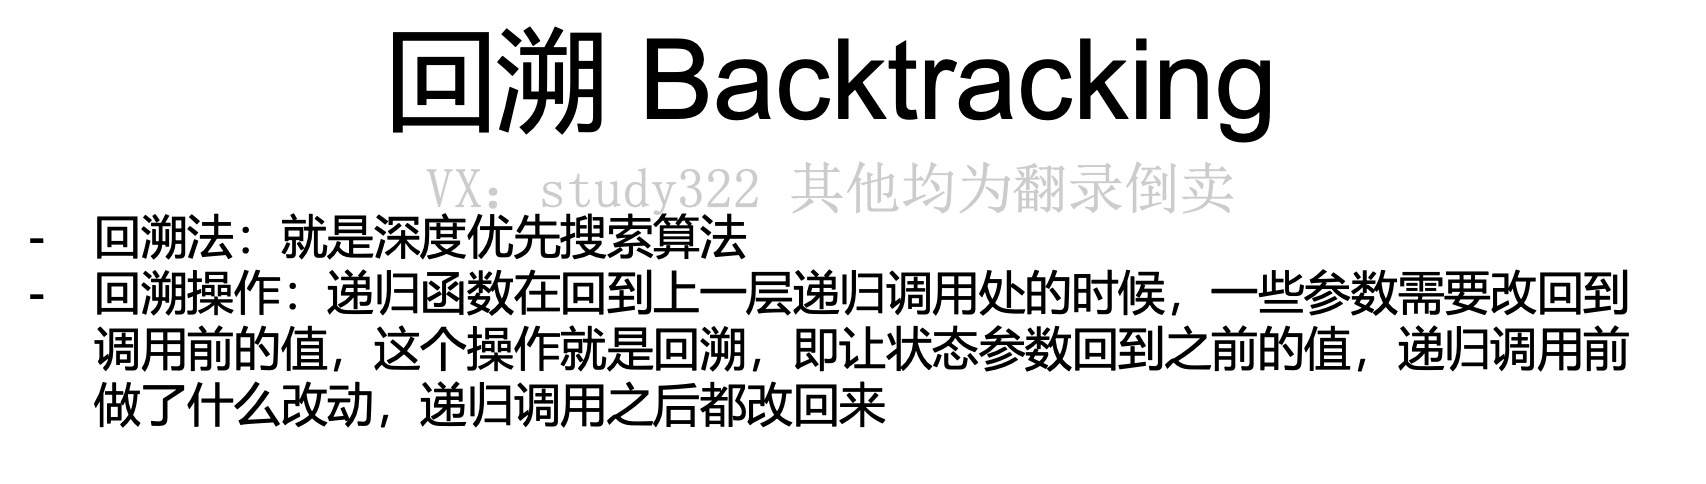 回溯 Backtracking
VX：study322 其他均为翻录倒卖
- 回溯法：就是深度优先搜索算法
- 回溯操作：递归函数在回到上一层递归调用处的时候，一些参数需要改回到
调用前的值，这个操作就是回溯，即让状态参数回到之前的值，递归调用前
做了什么改动，递归调用之后都改回来